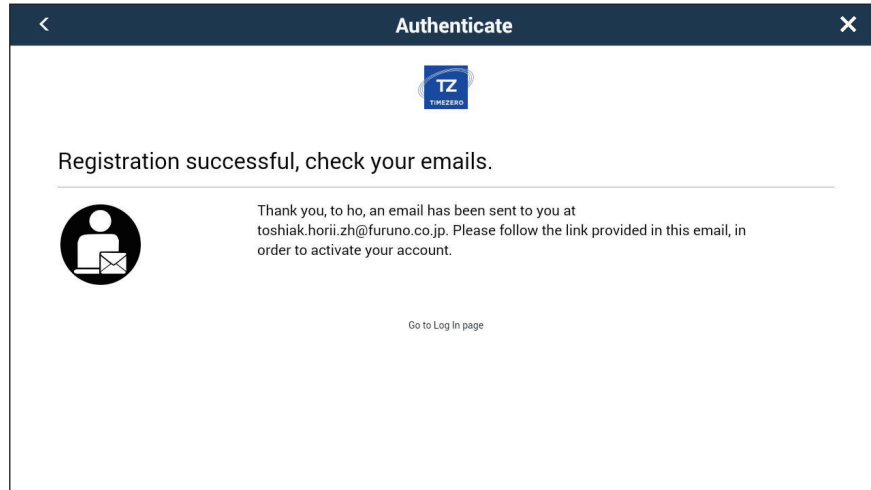 Authenticate
TZ
TIMEZERO
Registration successful, check your emails.
Thank you, to ho, an email has been sent to you at
toshiak.horii.zh@furuno.co.jp. Please follow the link provided in this email, in
order to activate your account.
Go to Log In page